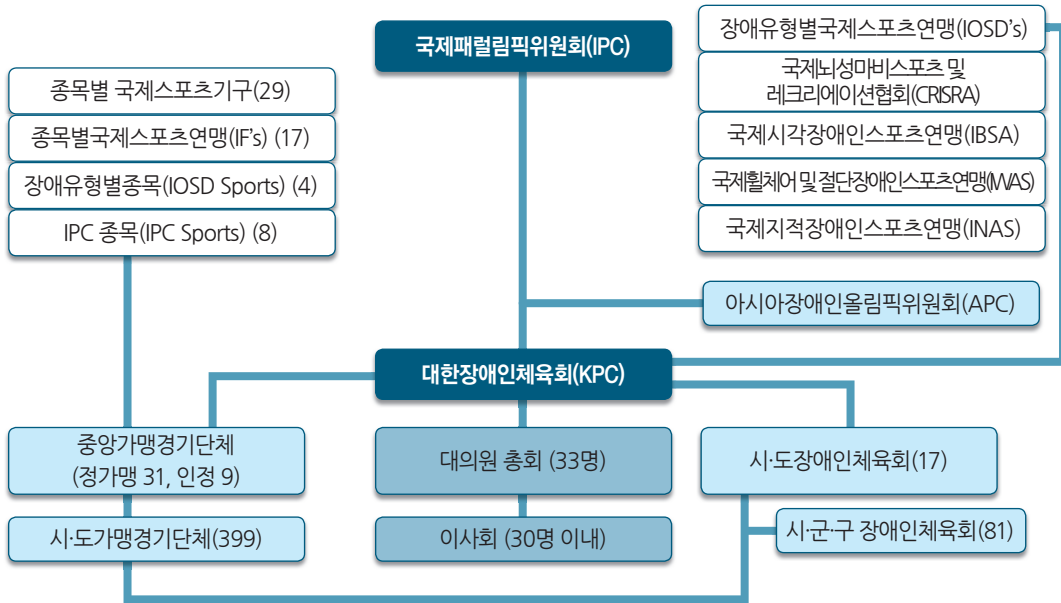 국제패럴림픽위원회(IPC)
장애유형별국제스포츠연맹(IOSD's)
국제뇌성마비스포츠 및
레크리에이션협회(CRISRA)
국제시각장애인스포츠연맹(IBSA)
국제휠체어 및 절단장애인스포츠연맹(IWAS)
국제지적장애인스포츠연맹(INAS)
종목별 국제스포츠기구(29)
종목별국제스포츠연맹(IF's) (17)
장애유형별종목(IOSD Sports) (4)
IPC 종목(IPC Sports) (8)
아시아장애인올림픽위원회(APC)
대한장애인체육회(KPC)
중앙가맹경기단체
(정가맹 31, 인정 9)
대의원 총회 (33명)
시·도장애인체육회(17)
시·도가맹경기단체(399)
이사회 (30명 이내)
시·군·구 장애인체육회(81)